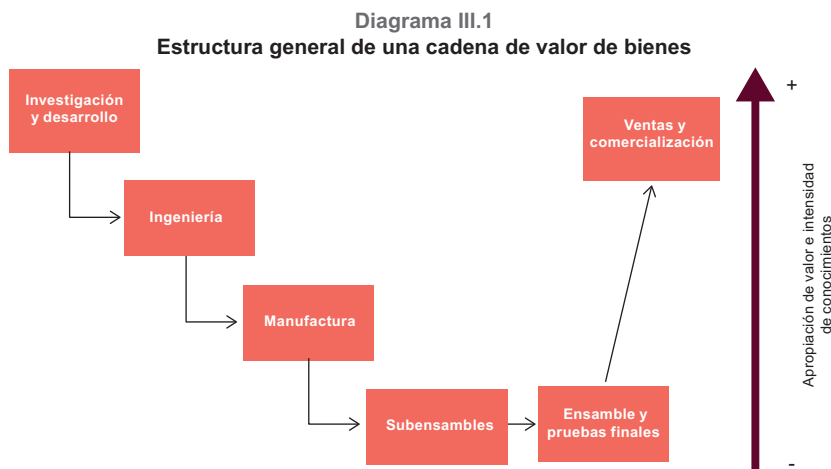 Diagrama III.1
Estructura general de una cadena de valor de bienes
Investigación
y desarrollo
Ingeniería
Manufactura
Subensambles
Ensamble y
pruebas finales
Ventas y
comercialización
+
Apropiación de valor e intensidad
de conocimientos
-